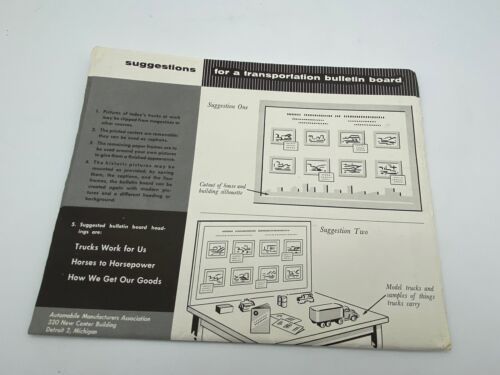 suggestions for a transportation bulletin board
1. Pictures of today's trucks at work
may be clipped from magazines or
other sources.
2. The printed centers are removable
they can be used as captions.
3. The remaining paper frames are to
be used around your own pictures
to give them a finished appearance.
4. The historic pictures may be
mounted as provided, by spring
them, the captions, and the four
frames, the bulletin board can be
created again with modern pic-
tures and a different heading or
background.
5. Suggested bulletin board head-
ings are:
Trucks Work for Us
Horses to Horsepower
How We Get Our Goods
Automobile Manufacturers Association
320 New Center Building
Detroit 2, Michigan
Suggestion One
Cutout of house and
building silhouette
Suggestion Two
Model trucks and
samples of things
trucks carry